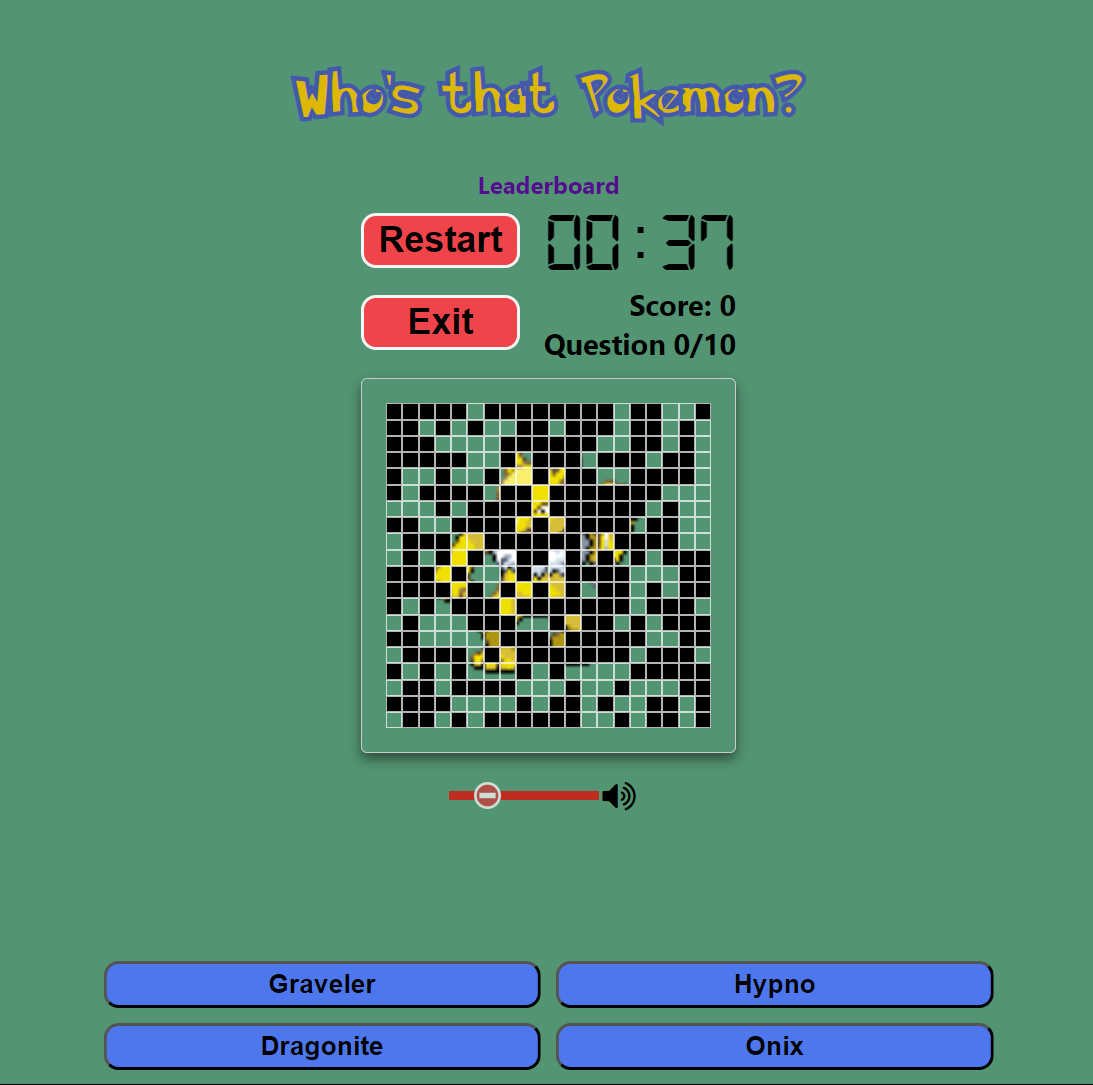 Who's that Pokemon?
Leaderboard
Restart
00:37
Exit
Score: 0
Question 0/10
Graveler
Hypno
Dragonite
Onix